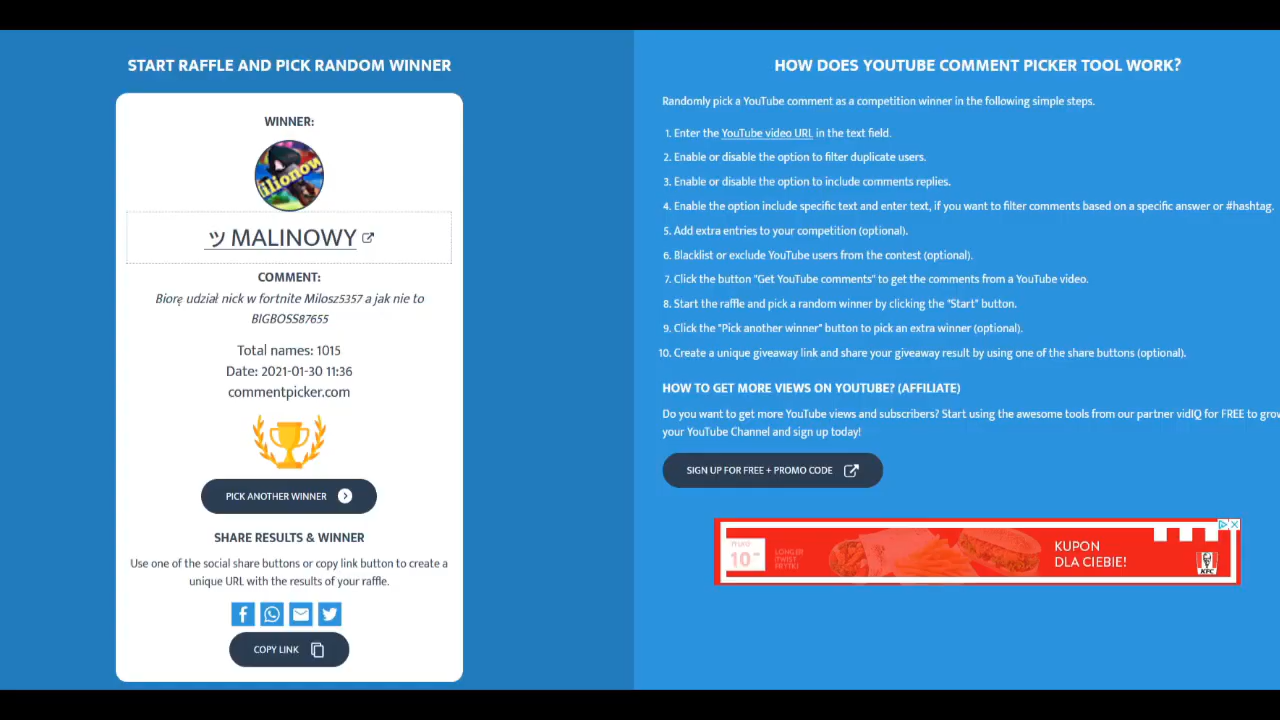 START RAFFLE AND PICK RANDOM WINNER
WINNER:
ilionow
ツ MALINOWY
COMMENT:
Biorę udział nick w fortnite Milosz5357 a jak nie to
BIGBOSS87655
Total names: 1015
Date: 2021-01-30 11:36
commentpicker.com
PICK ANOTHER WINNER
SHARE RESULTS & WINNER
Use one of the social share buttons or copy link button to create a
unique URL with the results of your raffle.
COPY LINK
HOW DOES YOUTUBE COMMENT PICKER TOOL WORK?
Randomly pick a YouTube comment as a competition winner in the following simple steps.
1. Enter the YouTube video URL in the text field.
2. Enable or disable the option to filter duplicate users.
3. Enable or disable the option to include comments replies.
4. Enable the option include specific text and enter text, if you want to filter comments based on a specific answer or #hashtag.
5. Add extra entries to your competition (optional).
6. Blacklist or exclude YouTube users from the contest (optional).
7. Click the button "Get YouTube comments" to get the comments from a YouTube video.
8. Start the raffle and pick a random winner by clicking the "Start" button.
9. Click the "Pick another winner" button to pick an extra winner (optional).
10. Create a unique giveaway link and share your giveaway result by using one of the share buttons (optional).
HOW TO GET MORE VIEWS ON YOUTUBE? (AFFILIATE)
Do you want to get more YouTube views and subscribers? Start using the awesome tools from our partner vidIQ for FREE to grow
your YouTube Channel and sign up today!
SIGN UP FOR FREE + PROMO CODE
10
LONGER
TWIST
FRYTKI
KUPON
DLA CIEBIE!
KFC